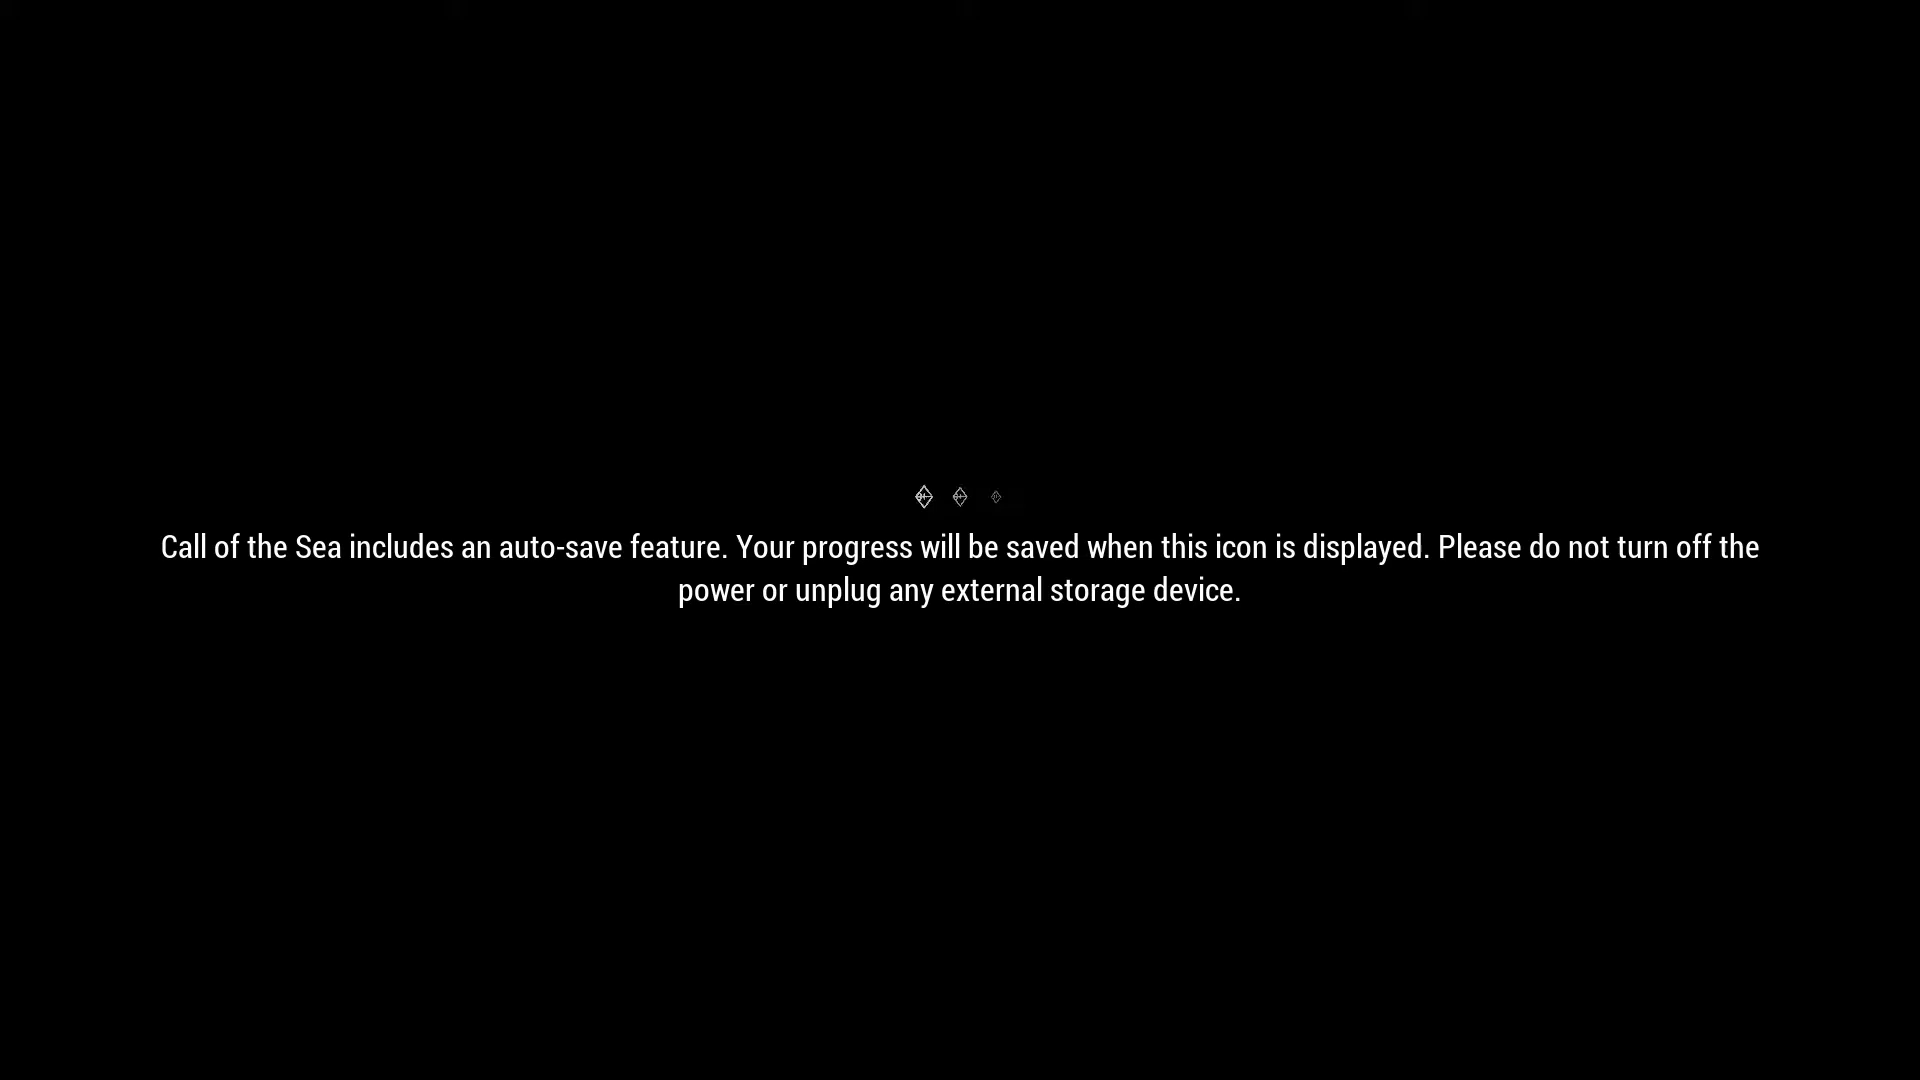 Call of the Sea includes an auto-save feature. Your progress will be saved when this icon is displayed. Please do not turn off the
power or unplug any external storage device.